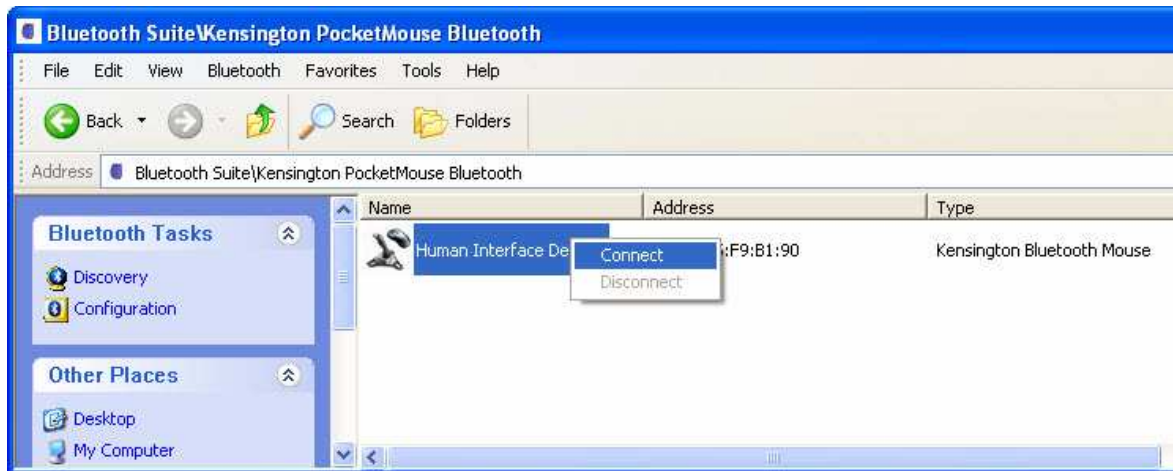 Bluetooth Suite\Kensington PocketMouse Bluetooth
File Edit View Bluetooth Favorites Tools Help
Back Search Folders
Address Bluetooth Suite\Kensington PocketMouse Bluetooth
Name Address Type
Bluetooth Tasks
Human Interface De :F9:B1:90 Kensington Bluetooth Mouse
Connect
Disconnect
Discovery
Configuration
Other Places
Desktop
My Computer